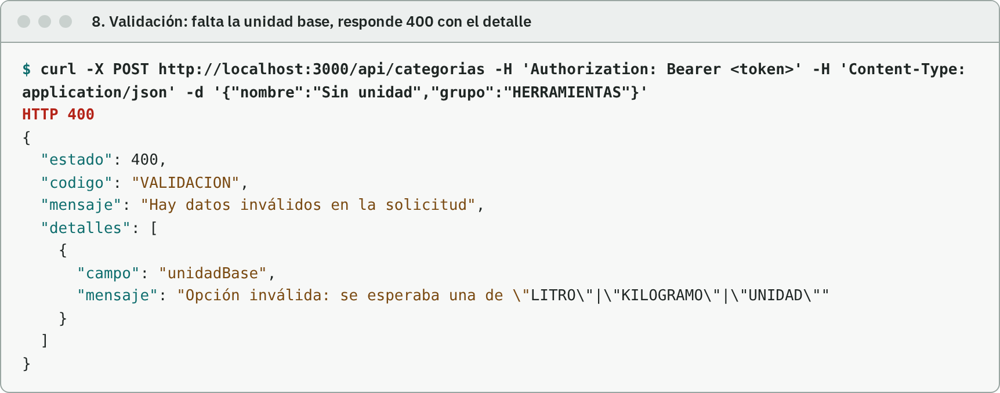 8. Validación: falta la unidad base, responde 400 con el detalle
$ curl -X POST http://localhost:3000/api/categorias -H 'Authorization: Bearer <token>' -H 'Content-Type:
application/json' -d '{"nombre":"Sin unidad","grupo":"HERRAMIENTAS"}'
HTTP 400
{
  "estado": 400,
  "codigo": "VALIDACION",
  "mensaje": "Hay datos inválidos en la solicitud",
  "detalles": [
    {
      "campo": "unidadBase",
      "mensaje": "Opción inválida: se esperaba una de \"LITRO\"|\"KILOGRAMO\"|\"UNIDAD\""
    }
  ]
}